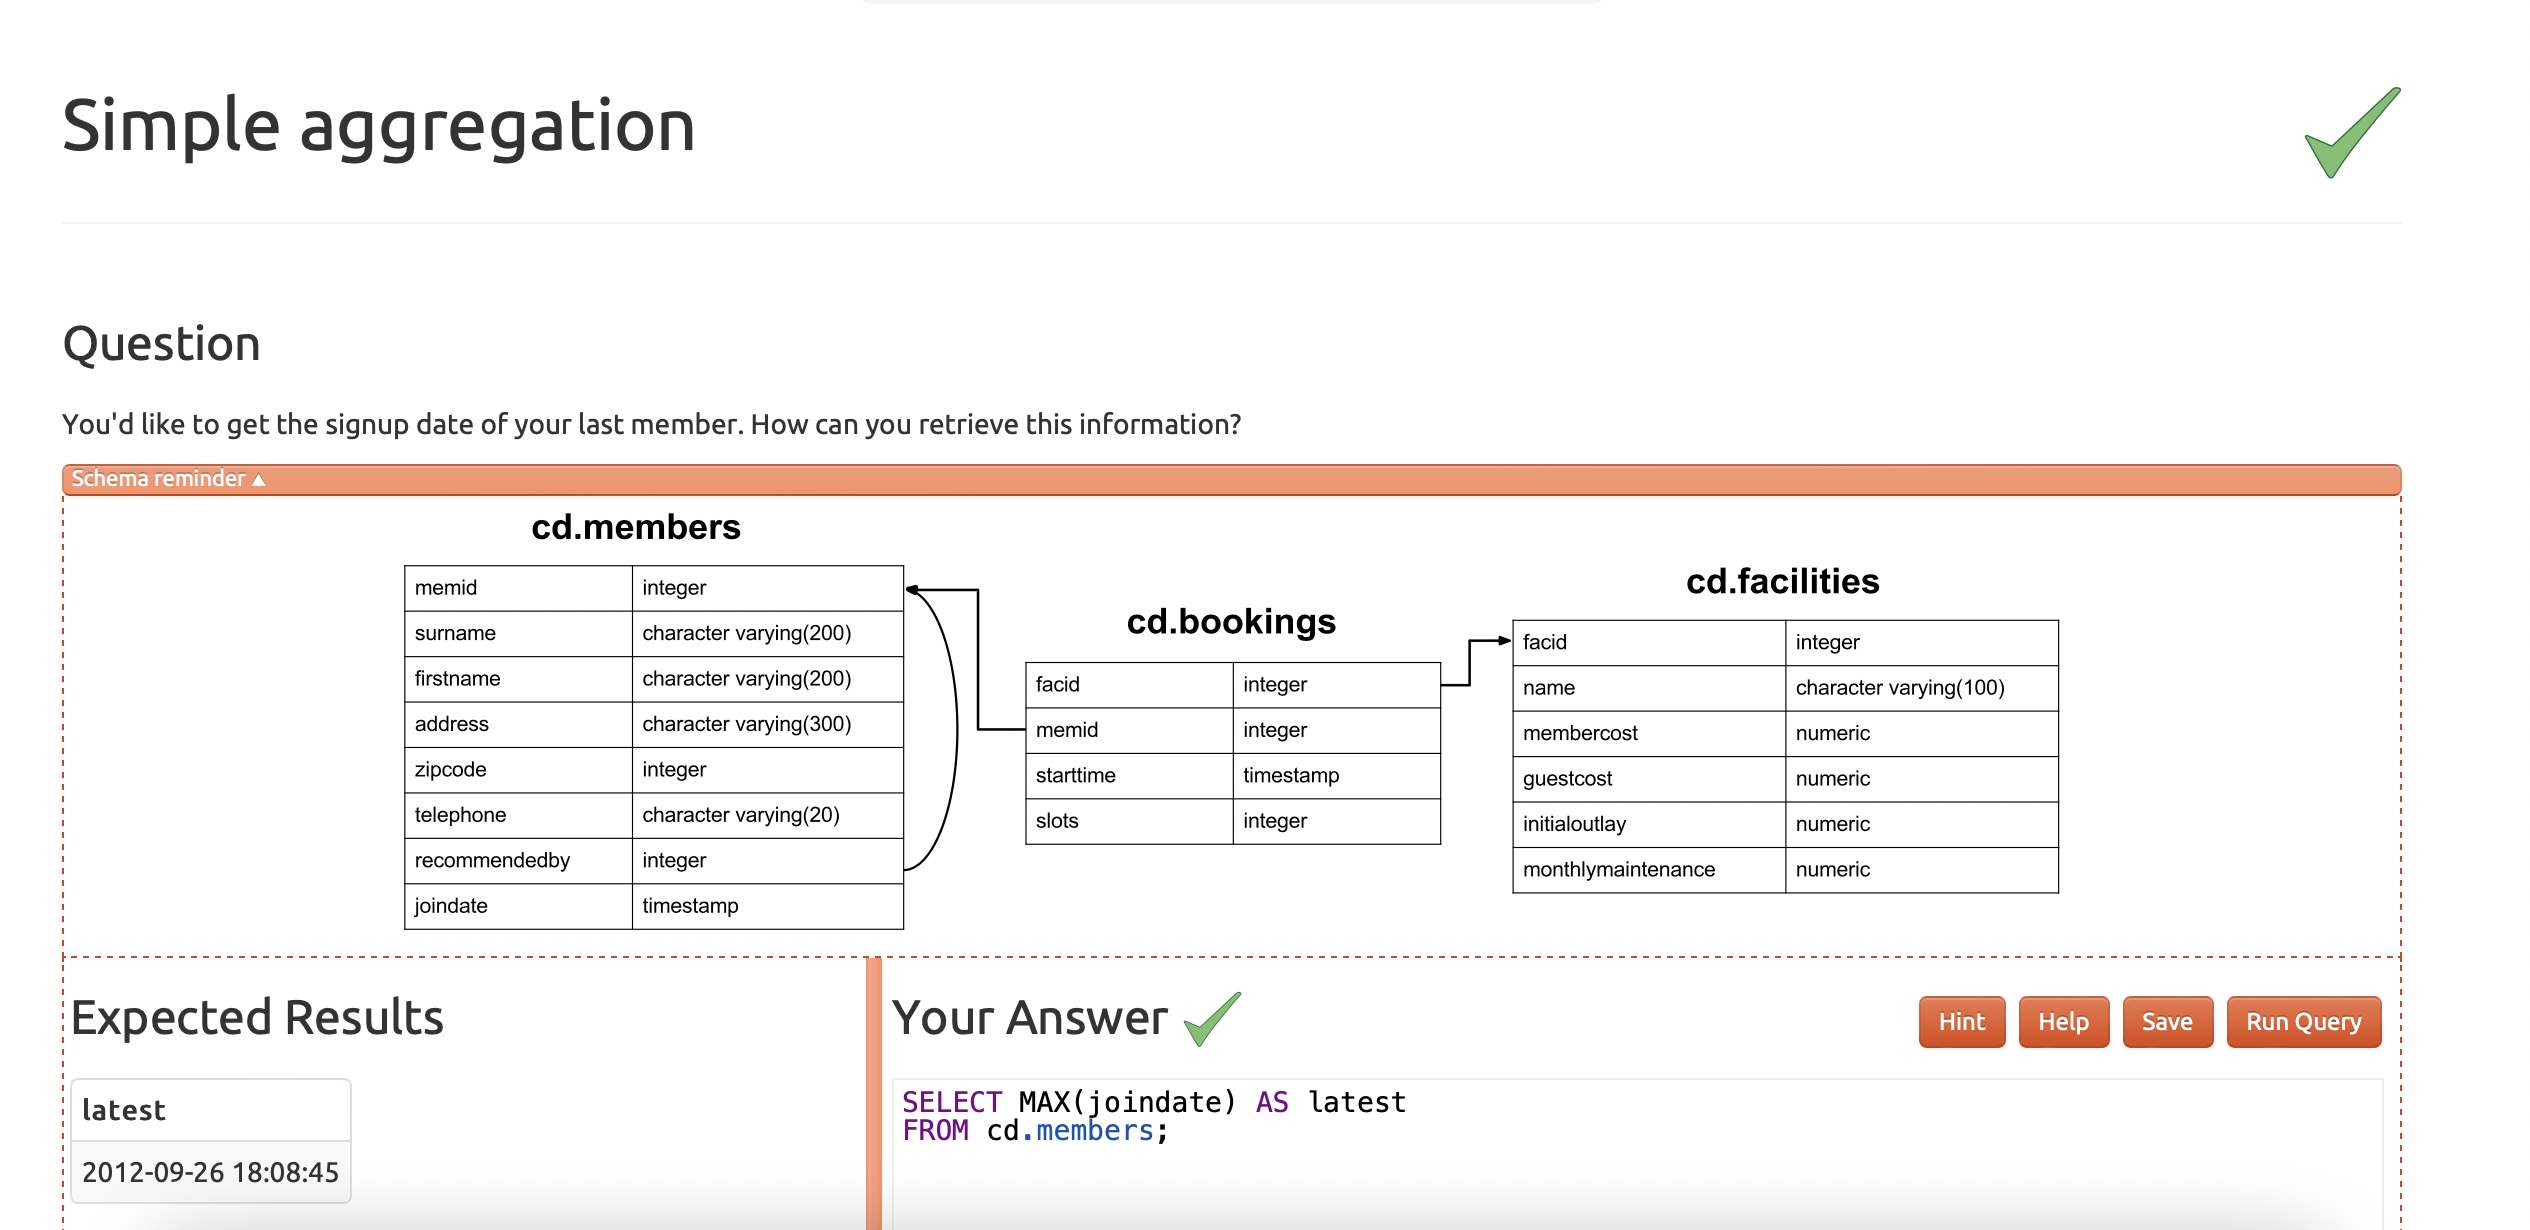 Simple aggregation
Question
You'd like to get the signup date of your last member. How can you retrieve this information?
Schema reminder ▲
cd.members
memid integer
surname character varying(200)
firstname character varying(200)
address character varying(300)
zipcode integer
telephone character varying(20)
recommendedby integer
joindate timestamp
cd.bookings
facid integer
memid integer
starttime timestamp
slots integer
cd.facilities
facid integer
name character varying(100)
membercost numeric
guestcost numeric
initialoutlay numeric
monthlymaintenance numeric
Expected Results
latest
2012-09-26 18:08:45
Your Answer
Hint Help Save Run Query
SELECT MAX(joindate) AS latest
FROM cd.members;